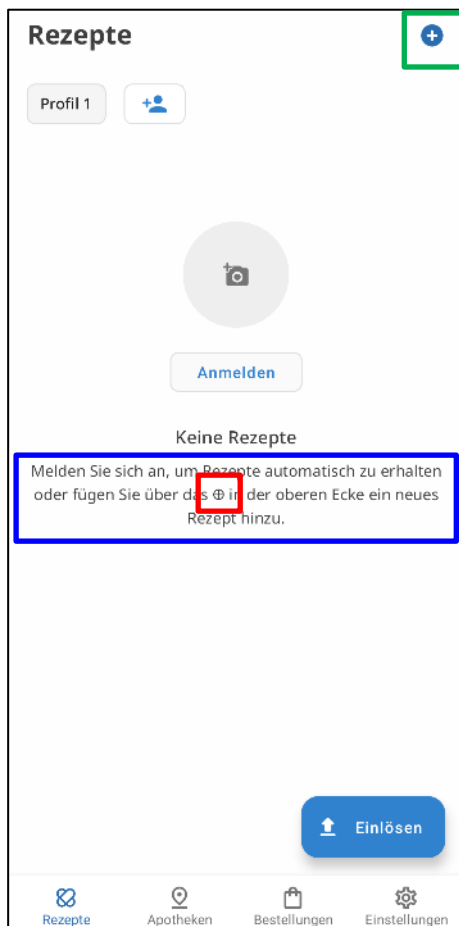 Rezepte
Profil 1
Anmelden
Keine Rezepte
Melden Sie sich an, um Rezepte automatisch zu erhalten
oder fügen Sie über das ⊕ in der oberen Ecke ein neues
Rezept hinzu.
Einlösen
Rezepte Apotheken Bestellungen Einstellungen